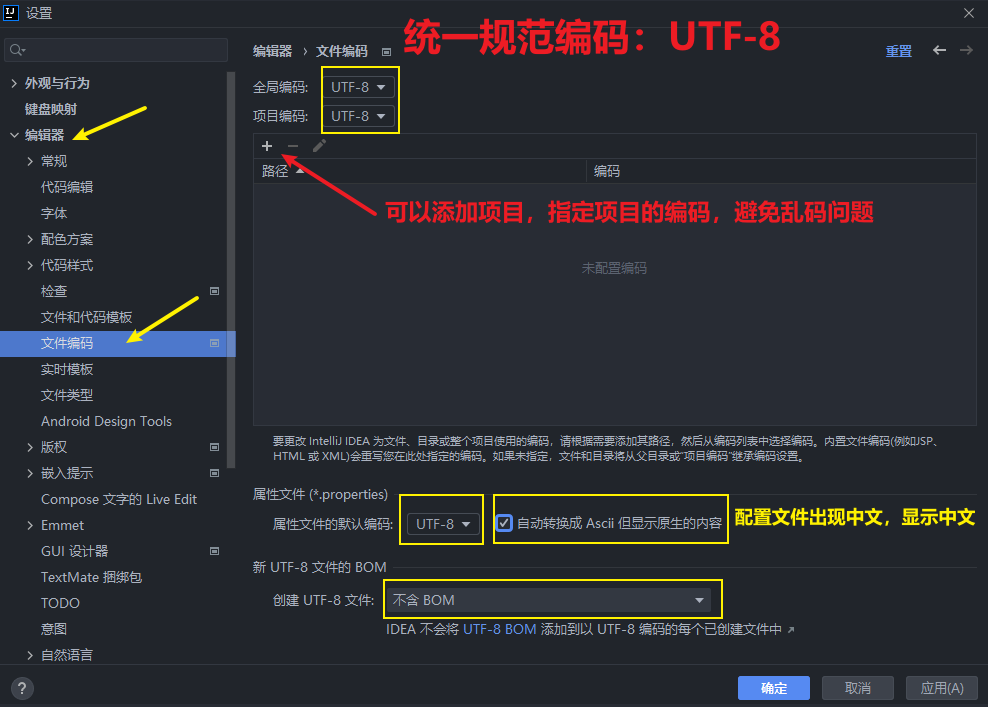 设置
统一规范编码：UTF-8
编辑器 › 文件编码
重置
外观与行为
键盘映射
编辑器
常规
代码编辑
字体
配色方案
代码样式
检查
文件和代码模板
文件编码
实时模板
文件类型
Android Design Tools
版权
嵌入提示
Compose 文字的 Live Edit
Emmet
GUI 设计器
TextMate 捆绑包
TODO
意图
自然语言
全局编码: UTF-8
项目编码: UTF-8
路径 编码
可以添加项目，指定项目的编码，避免乱码问题
未配置编码
要更改 IntelliJ IDEA 为文件、目录或整个项目使用的编码，请根据需要添加其路径，然后从编码列表中选择编码。内置文件编码(例如JSP、
HTML 或 XML)会重写您在此处指定的编码。如果未指定，文件和目录将从父目录或"项目编码"继承编码设置。
属性文件 (*.properties)
属性文件的默认编码: UTF-8 自动转换成 Ascii 但显示原生的内容
配置文件出现中文，显示中文
新 UTF-8 文件的 BOM
创建 UTF-8 文件: 不含 BOM
IDEA 不会将 UTF-8 BOM 添加到以 UTF-8 编码的每个已创建文件中 ↗
? 确定 取消 应用(A)